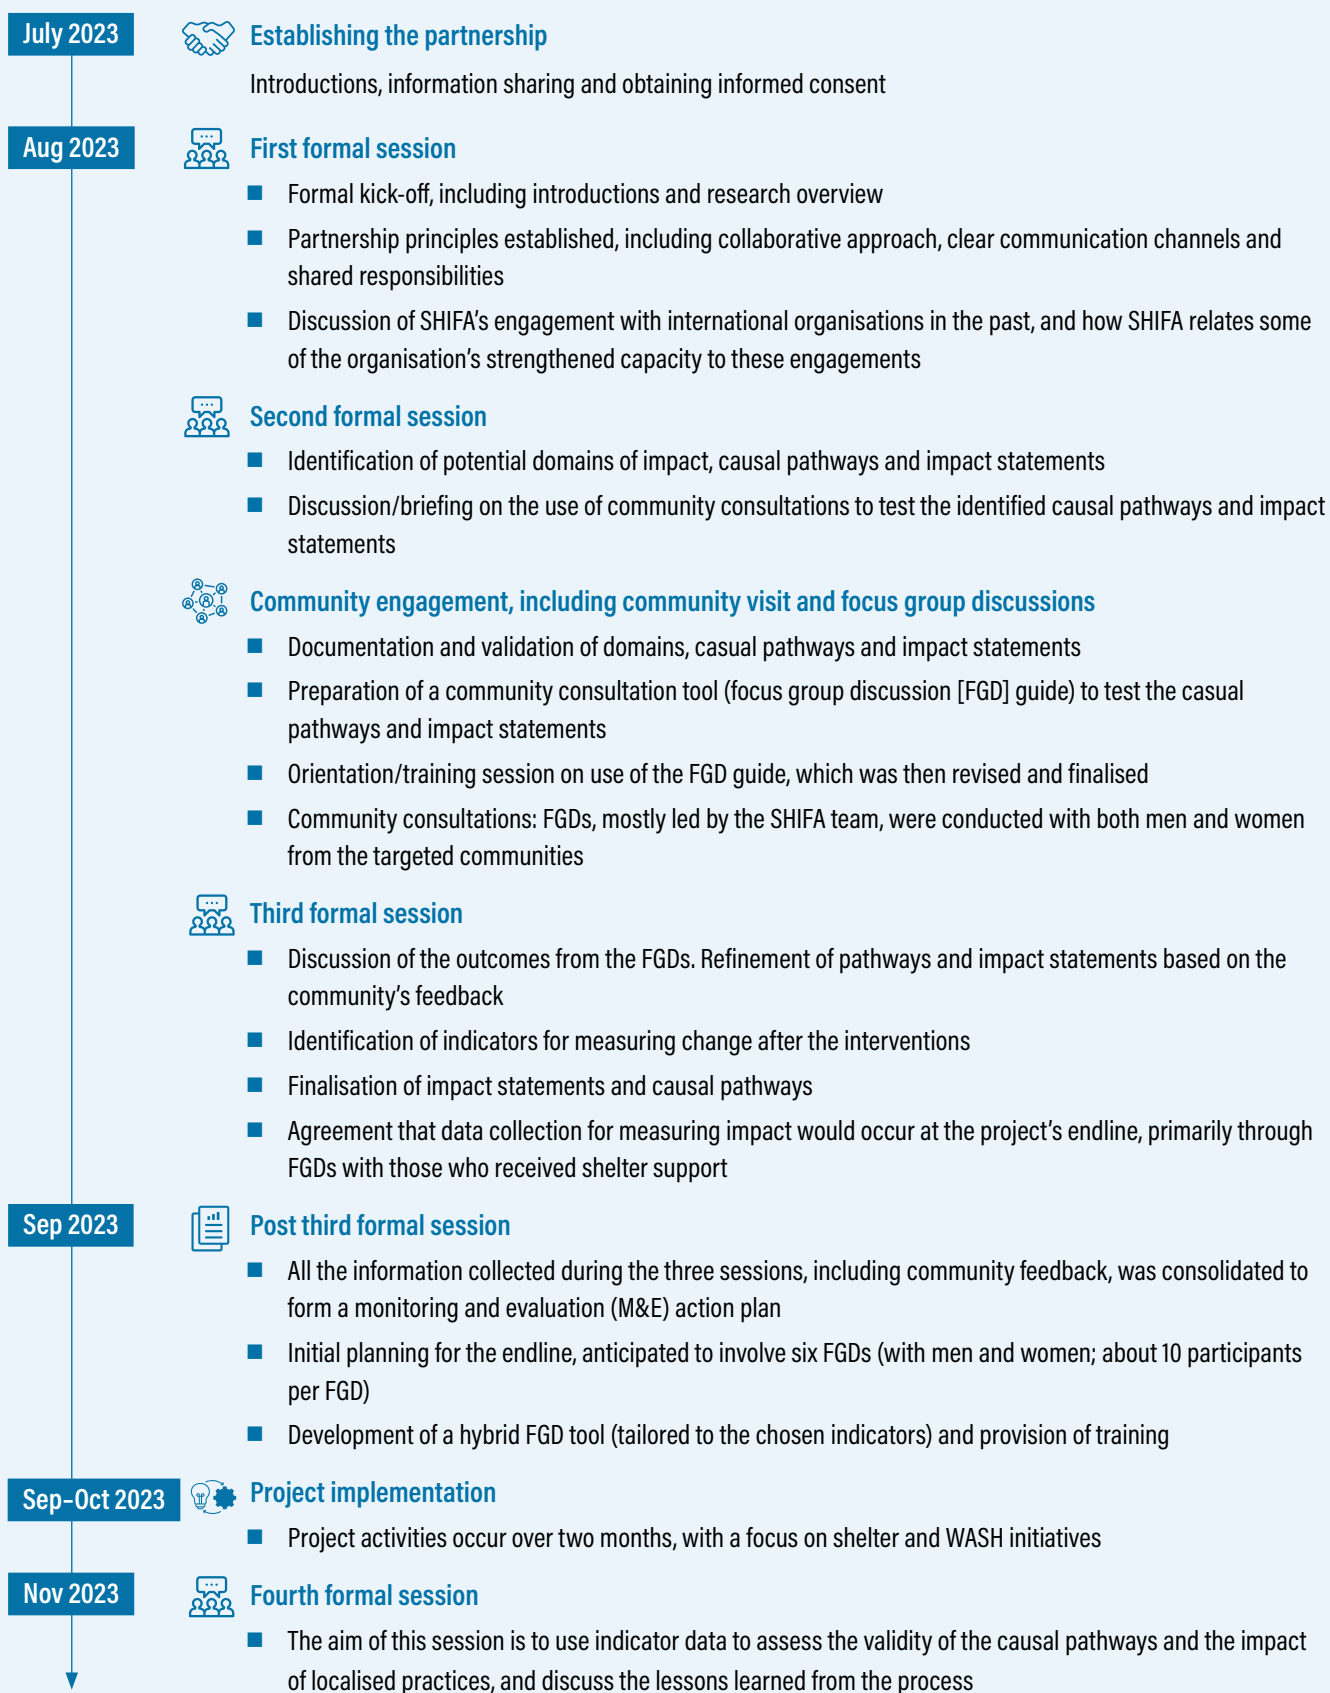 July 2023
Establishing the partnership
Introductions, information sharing and obtaining informed consent
Aug 2023
First formal session
■ Formal kick-off, including introductions and research overview
■ Partnership principles established, including collaborative approach, clear communication channels and
shared responsibilities
■ Discussion of SHIFA's engagement with international organisations in the past, and how SHIFA relates some
of the organisation's strengthened capacity to these engagements
Second formal session
■ Identification of potential domains of impact, causal pathways and impact statements
■ Discussion/briefing on the use of community consultations to test the identified causal pathways and impact
statements
Community engagement, including community visit and focus group discussions
■ Documentation and validation of domains, casual pathways and impact statements
■ Preparation of a community consultation tool (focus group discussion [FGD] guide) to test the casual
pathways and impact statements
■ Orientation/training session on use of the FGD guide, which was then revised and finalised
■ Community consultations: FGDs, mostly led by the SHIFA team, were conducted with both men and women
from the targeted communities
Third formal session
■ Discussion of the outcomes from the FGDs. Refinement of pathways and impact statements based on the
community's feedback
■ Identification of indicators for measuring change after the interventions
■ Finalisation of impact statements and causal pathways
■ Agreement that data collection for measuring impact would occur at the project's endline, primarily through
FGDs with those who received shelter support
Sep 2023
Post third formal session
■ All the information collected during the three sessions, including community feedback, was consolidated to
form a monitoring and evaluation (M&E) action plan
■ Initial planning for the endline, anticipated to involve six FGDs (with men and women; about 10 participants
per FGD)
■ Development of a hybrid FGD tool (tailored to the chosen indicators) and provision of training
Sep-Oct 2023
Project implementation
■ Project activities occur over two months, with a focus on shelter and WASH initiatives
Nov 2023
Fourth formal session
■ The aim of this session is to use indicator data to assess the validity of the causal pathways and the impact
of localised practices, and discuss the lessons learned from the process